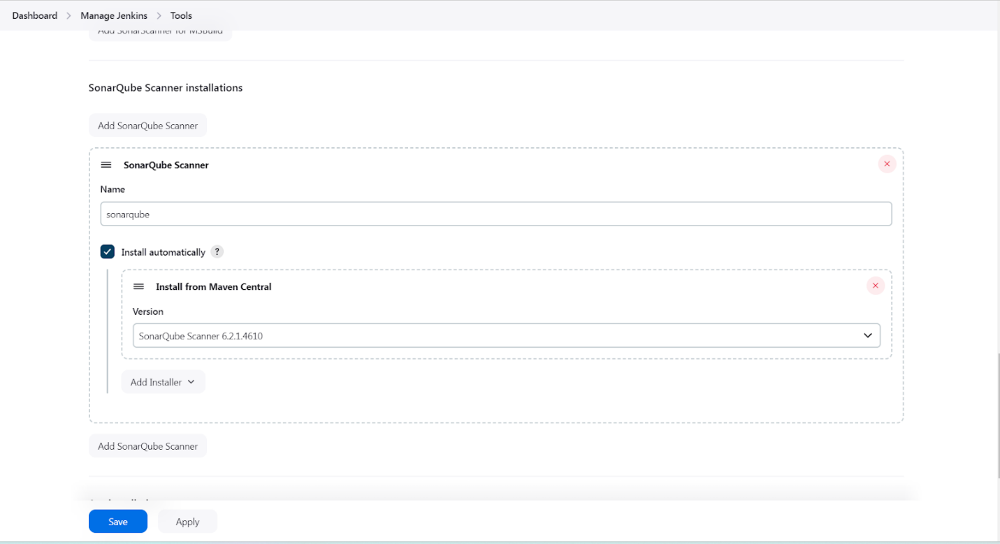 Dashboard > Manage Jenkins > Tools
Add SonarScanner for MSBuild
SonarQube Scanner installations
Add SonarQube Scanner
SonarQube Scanner
Name
sonarqube
Install automatically ?
Install from Maven Central
Version
SonarQube Scanner 6.2.1.4610
Add Installer
Add SonarQube Scanner
Save
Apply